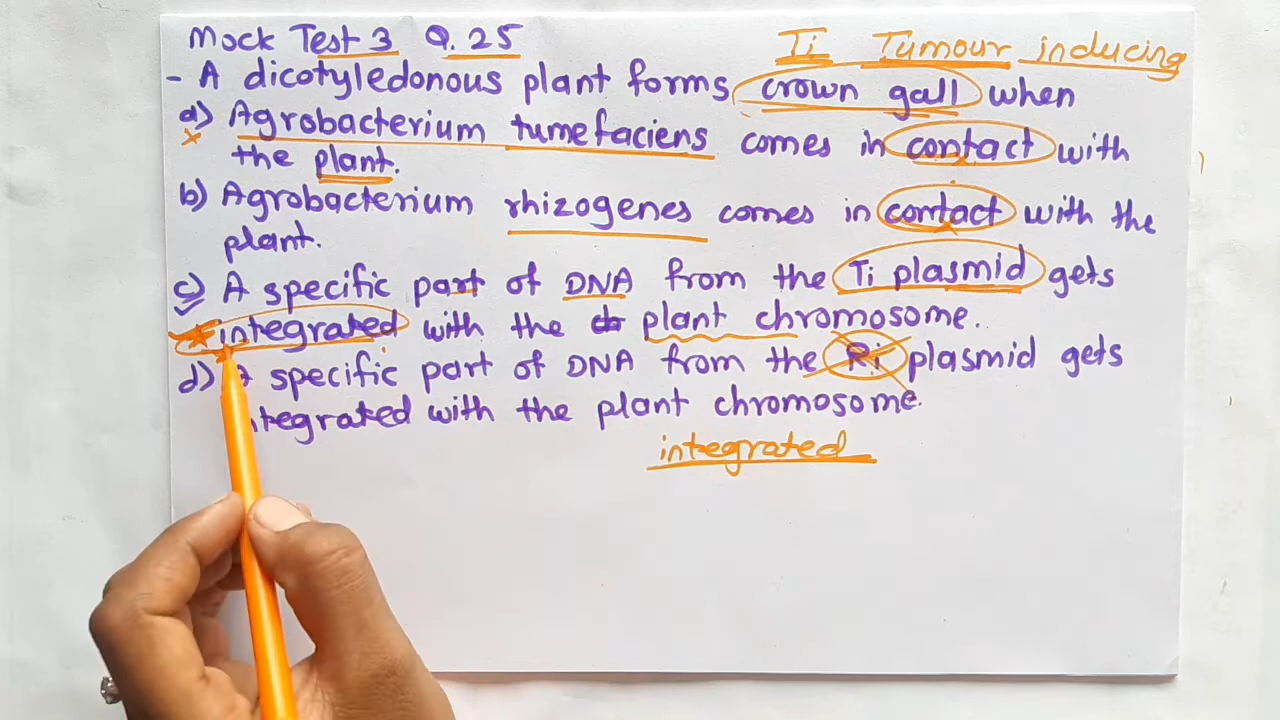 Mock Test 3 Q. 25
Ti Tumour inducing
- A dicotyledonous plant forms crown gall when
a) Agrobacterium tumefaciens comes in contact with
the plant.
b) Agrobacterium rhizogenes comes in contact with the
plant.
c) A specific part of DNA from the Ti plasmid gets
integrated with the plant chromosome.
d) A specific part of DNA from the Ri plasmid gets
integrated with the plant chromosome.
integrated